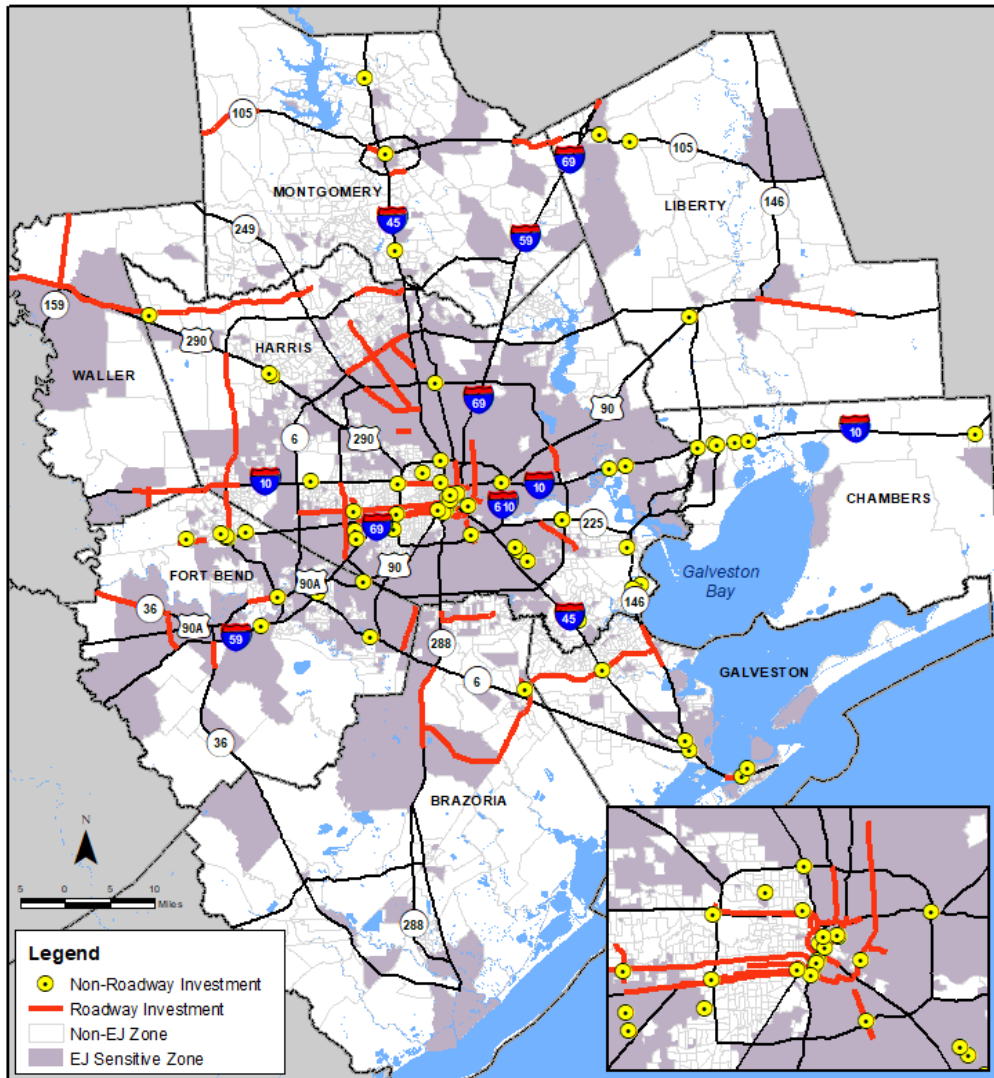 105
69
105
MONTGOMERY
LIBERTY
146
45
249
59
159
290
HARRIS
WALLER
69
90
6
290
10
10
10
CHAMBERS
6 10
69
225
FORT BEND
90
Galveston
Bay
90A
36
90A
146
45
59
288
GALVESTON
6
36
BRAZORIA
N
5 0 5 10
Miles
288
Legend
Non-Roadway Investment
Roadway Investment
Non-EJ Zone
EJ Sensitive Zone